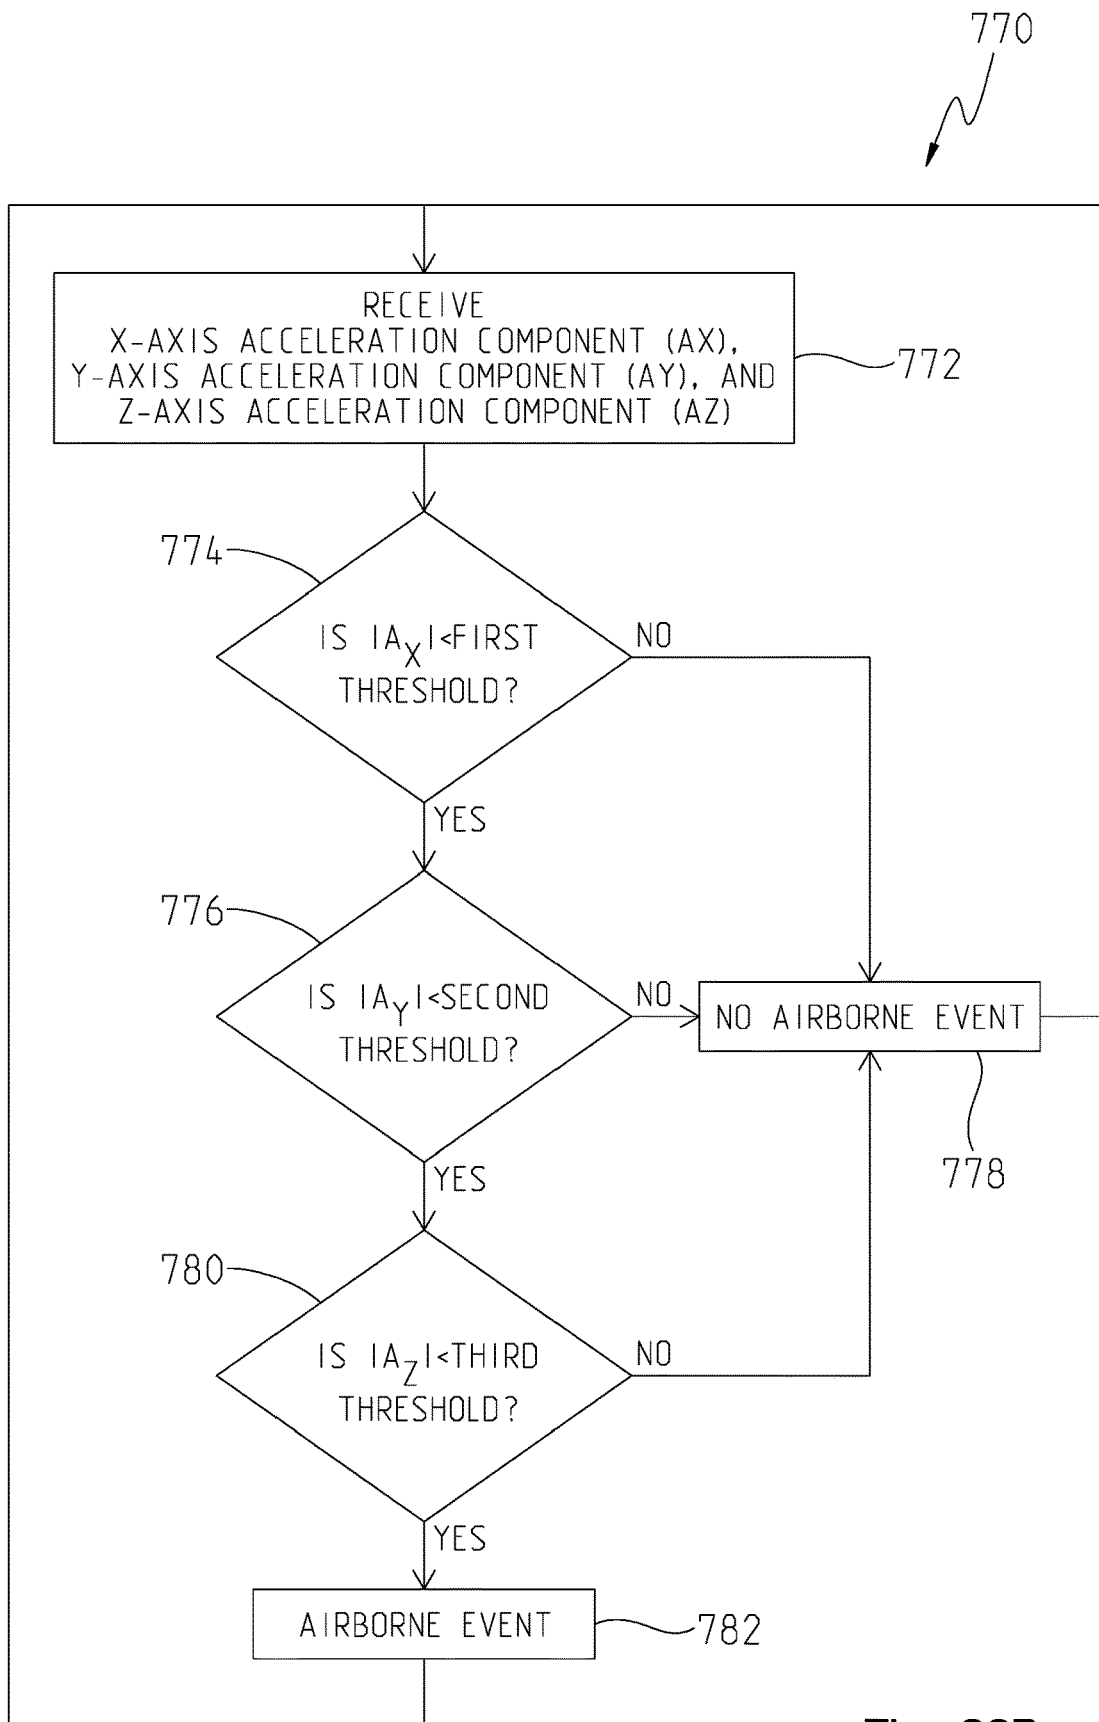 770
RECEIVE
X-AXIS ACCELERATION COMPONENT (AX),
Y-AXIS ACCELERATION COMPONENT (AY), AND
Z-AXIS ACCELERATION COMPONENT (AZ)
772
774
IS |AX|<FIRST
THRESHOLD?
NO
YES
776
IS |AY|<SECOND
THRESHOLD?
NO
NO AIRBORNE EVENT
778
YES
780
IS |AZ|<THIRD
THRESHOLD?
NO
YES
AIRBORNE EVENT
782